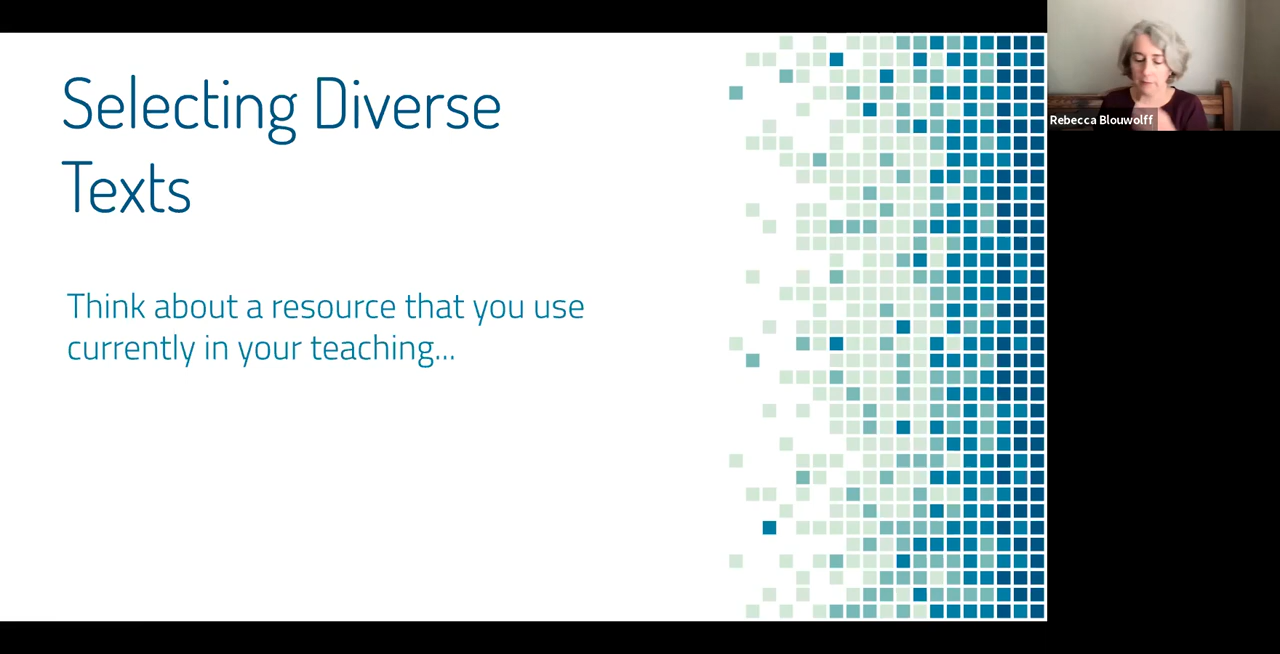 Selecting Diverse
Texts
Think about a resource that you use
currently in your teaching...
Rebecca Blouwolff